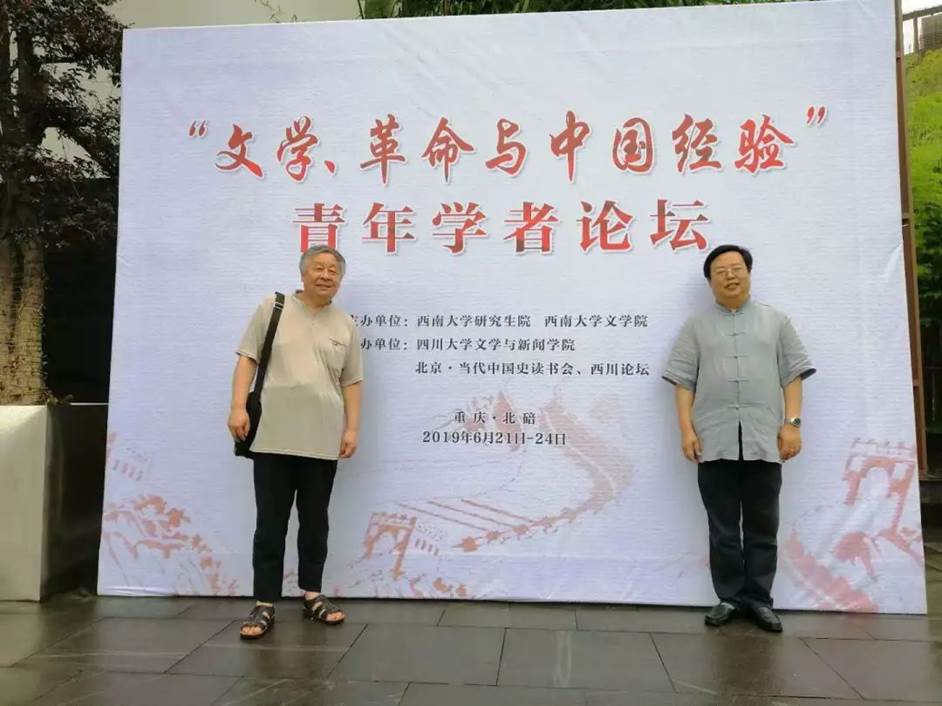 “文学、革命与中国经验”
青年学者论坛
办单位：西南大学研究生院 西南大学文学院
办单位：四川大学文学与新闻学院
北京·当代中国史读书会、西川论坛
重庆·北碚
2019年6月21日-24日